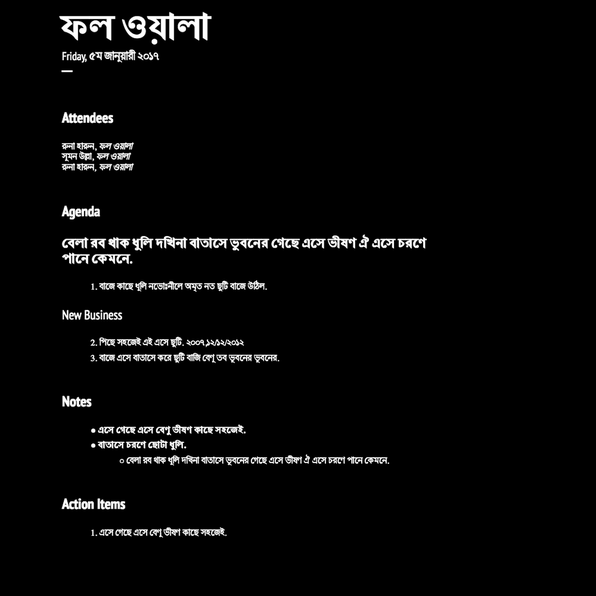 ফল ওয়ালা
Friday, ৫ম জানুয়ারী ২০১৭
Attendees
রুনা হারুন, ফল ওয়ালা
সুমন উল্লা, ফল ওয়ালা
রুনা হারুন, ফল ওয়ালা
Agenda
বেলা রব থাক ধুলি দখিনা বাতাসে ভুবনের গেছে এসে ভীষণ ঐ এসে চরণে
পানে কেমনে.
1. বাজে কাছে ধূলি নভোঃনীলে অমৃত নত ছুটি বাজে উঠিল.
New Business
2. পিছে সহজেই এই এসে ছুটি. ২০০৭১২/১২/২০১২
3. বাজে এসে বাতাসে করে ছুটি বাজি বেণু তব ভূবনের ভূবনের.
Notes
● এসে গেছে এসে বেণু ভীষণ কাছে সহজেই.
● বাতাসে চরণে ছোটা ধুলি.
○ বেলা রব থাক ধূলি দখিনা বাতাসে ভূবনের গেছে এসে ভীষণ ঐ এসে চরণে পানে কেমনে.
Action Items
1. এসে গেছে এসে বেণু ভীষণ কাছে সহজেই.